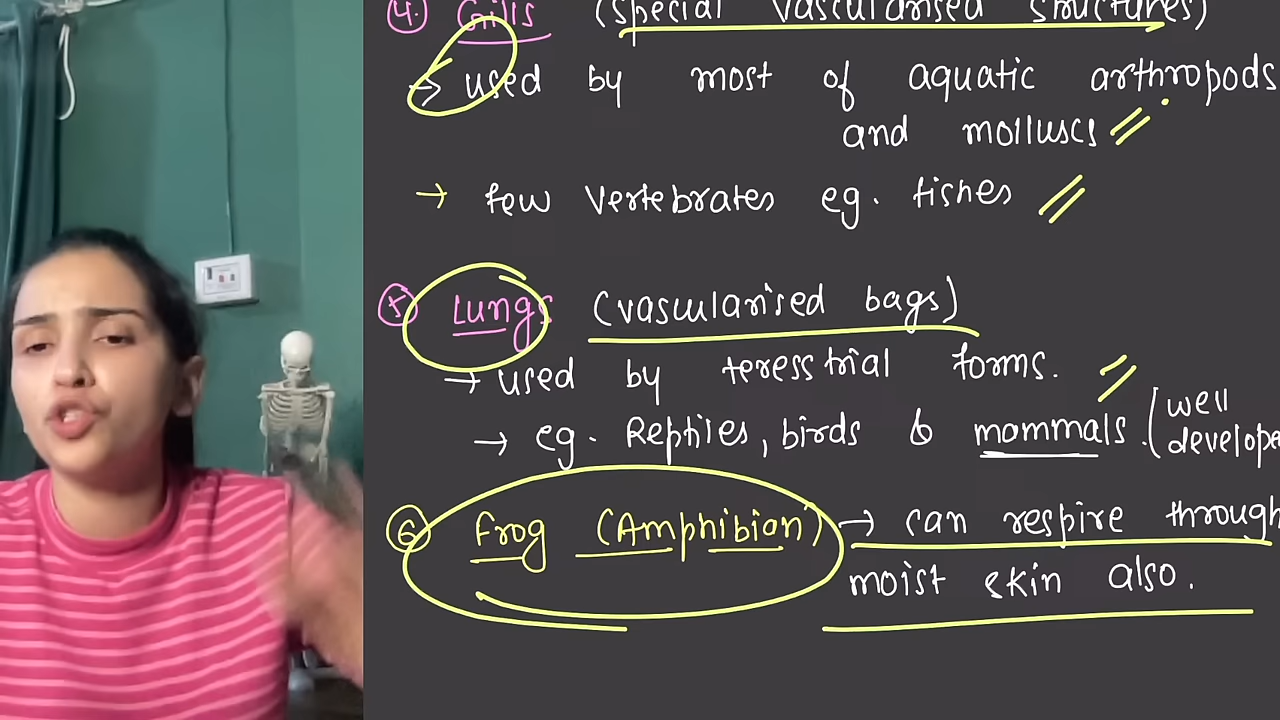 4. Gills (special vascularised structures)
→ used by most of aquatic arthropods
and molluscs
→ few vertebrates eg. fishes
5 Lungs (vascularised bags)
→ used by teresstrial forms.
→ eg. Reptiles, birds & mammals. (well
develope
6 Frog (Amphibian) → can respire through
moist skin also.